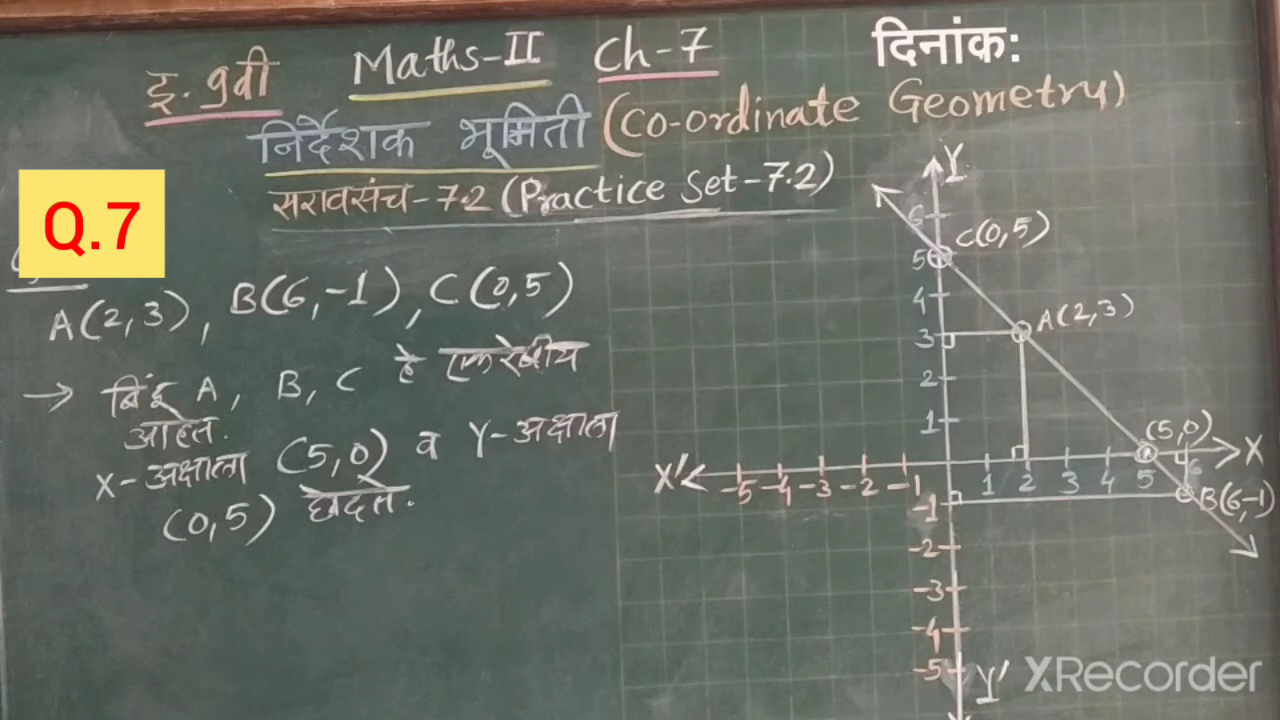 इ. ९वी Maths-II Ch-7 दिनांक:
निर्देशक भूमिती (Co-ordinate Geometry)
सरावसंच-7.2 (Practice Set-7.2)
Q.7
A(2,3), B(6,-1), C(0,5)
→ बिंदू A, B, C हे एकरेषीय
आहेत.
X-अक्षाला (5,0) व Y-अक्षाला
(0,5) छेदते.
Y
6
C(0,5)
5
4
A(2,3)
3
2
1
(5,0)
X' -5 -4 -3 -2 -1 1 2 3 4 5 6 X
-1 B(6,-1)
-2
-3
-4
-5
Y'
XRecorder